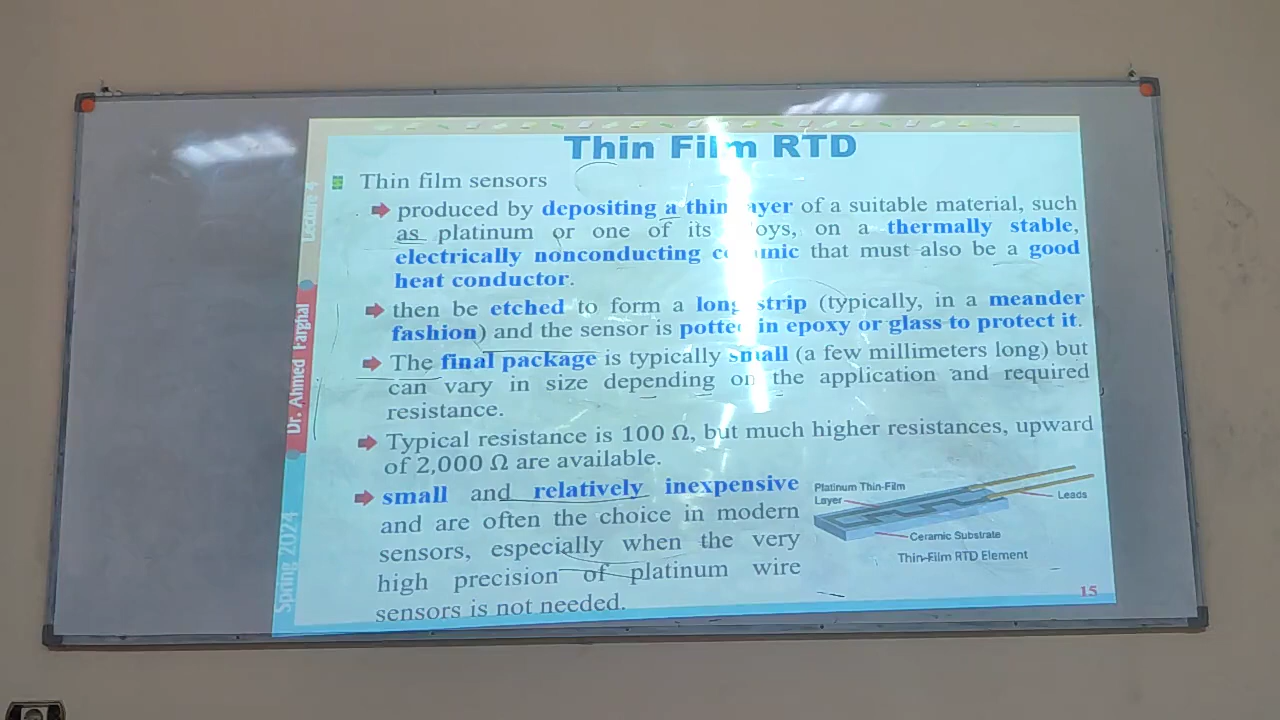 Thin Film RTD
Thin film sensors
produced by depositing a thin layer of a suitable material, such
as platinum or one of its alloys, on a thermally stable,
electrically nonconducting ceramic that must also be a good
heat conductor.
then be etched to form a long strip (typically, in a meander
fashion) and the sensor is potted in epoxy or glass to protect it.
The final package is typically small (a few millimeters long) but
can vary in size depending on the application and required
resistance.
Typical resistance is 100 Ω, but much higher resistances, upward
of 2,000 Ω are available.
small and relatively inexpensive
and are often the choice in modern
sensors, especially when the very
high precision of platinum wire
sensors is not needed.
Platinum Thin-Film
Layer
Leads
Ceramic Substrate
Thin-Film RTD Element
15
Lecture 4
Dr. Ahmed Farghal
Spring 2024